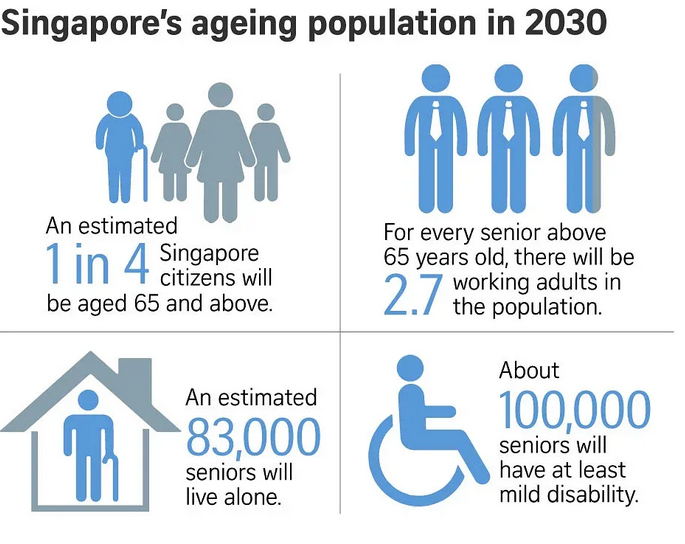 Singapore's ageing population in 2030
An estimated
1 in 4 Singapore
citizens will
be aged 65 and above.
For every senior above
65 years old, there will be
2.7 working adults in
the population.
An estimated
83,000
seniors will
live alone.
About
100,000
seniors will
have at least
mild disability.